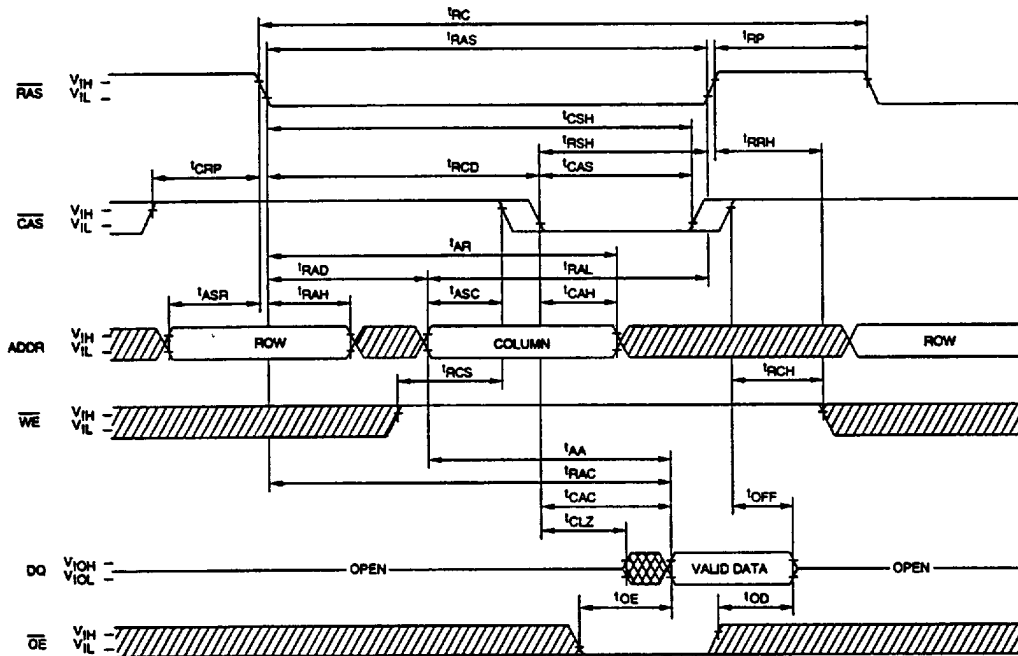 tRC
tRAS
tRP
RAS VIH
VIL
tCSH
tRSH
tRRH
tCRP
tRCD
tCAS
CAS VIH
VIL
tAR
tRAD
tRAL
tASR
tRAH
tASC
tCAH
ADDR VIH
VIL
ROW
COLUMN
ROW
tRCS
tRCH
WE VIH
VIL
tAA
tRAC
tCAC
tOFF
tCLZ
DQ VIOH
VIOL
OPEN
VALID DATA
OPEN
tOE
tOD
OE VIH
VIL